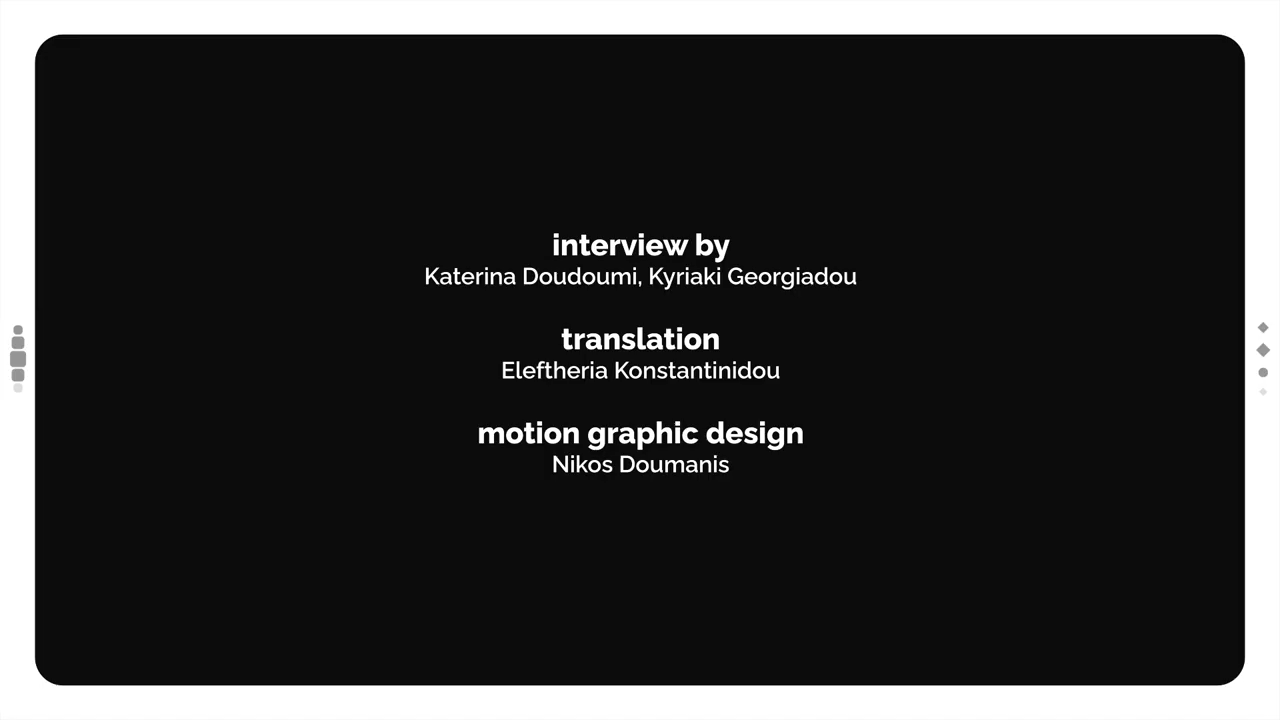 interview by
Katerina Doudoumi, Kyriaki Georgiadou
translation
Eleftheria Konstantinidou
motion graphic design
Nikos Doumanis